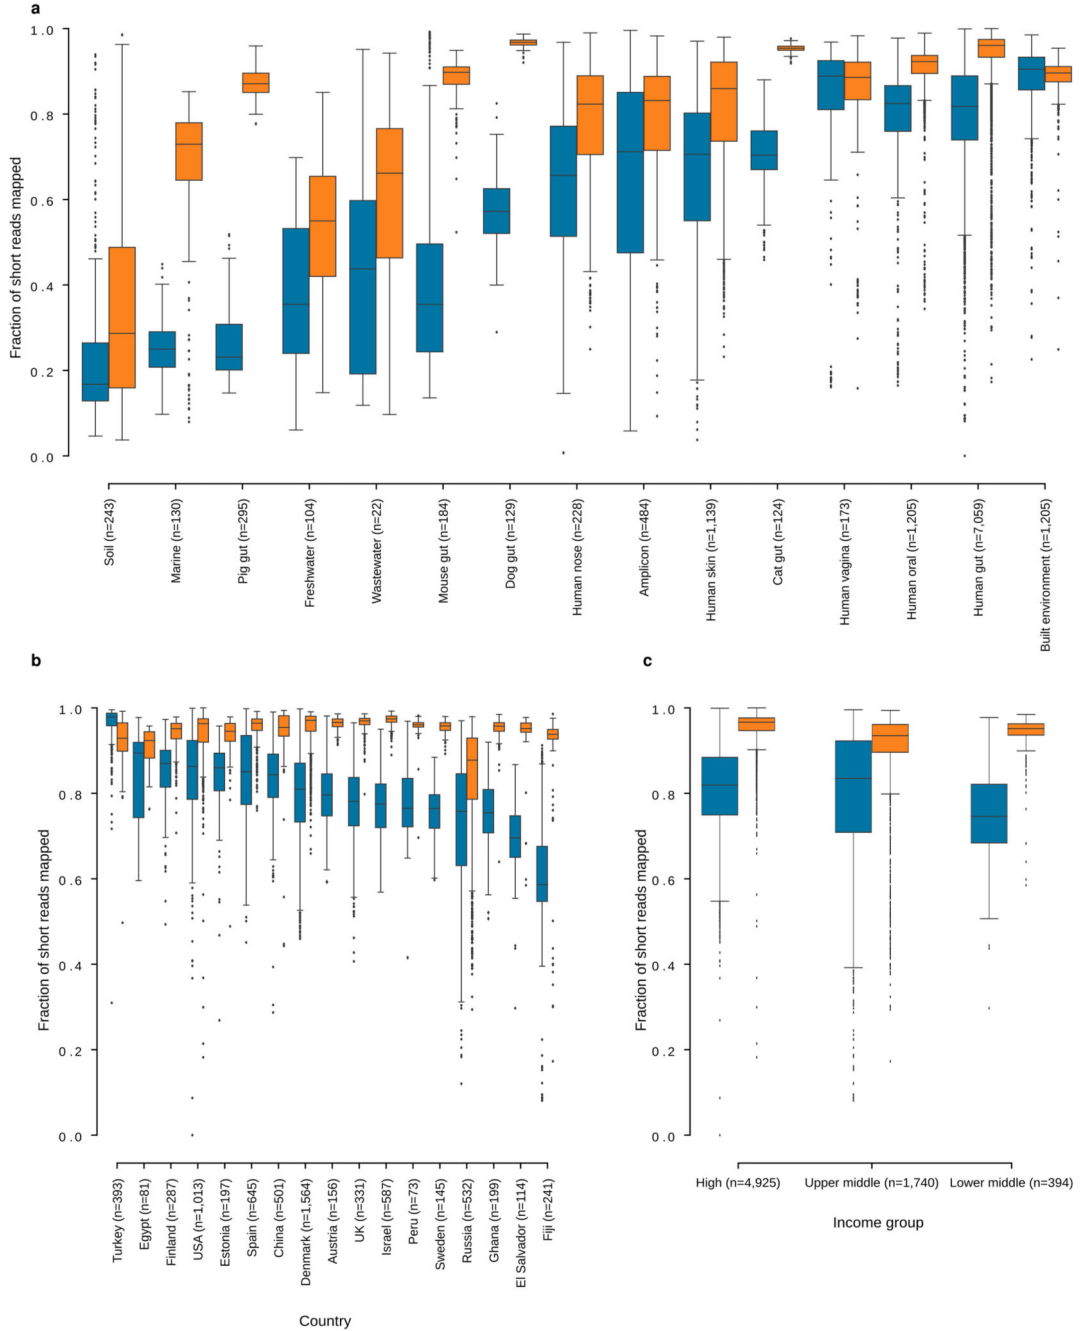 a
1.0
0.8
0.6
0.4
0.2
0.0
Fraction of short reads mapped
Soil (n=243)
Marine (n=130)
Pig gut (n=295)
Freshwater (n=104)
Wastewater (n=22)
Mouse gut (n=184)
Dog gut (n=129)
Human nose (n=228)
Amplicon (n=484)
Human skin (n=1,139)
Cat gut (n=124)
Human vagina (n=173)
Human oral (n=1,205)
Human gut (n=7,059)
Built environment (n=1,205)
b
1.0
0.8
0.6
0.4
0.2
0.0
Fraction of short reads mapped
Turkey (n=393)
Egypt (n=81)
Finland (n=287)
USA (n=1,013)
Estonia (n=197)
Spain (n=645)
China (n=501)
Denmark (n=1,564)
Austria (n=156)
UK (n=331)
Israel (n=587)
Peru (n=73)
Sweden (n=145)
Russia (n=532)
Ghana (n=199)
El Salvador (n=114)
Fiji (n=241)
Country
c
1.0
0.8
0.6
0.4
0.2
0.0
Fraction of short reads mapped
High (n=4,925)
Upper middle (n=1,740)
Lower middle (n=394)
Income group